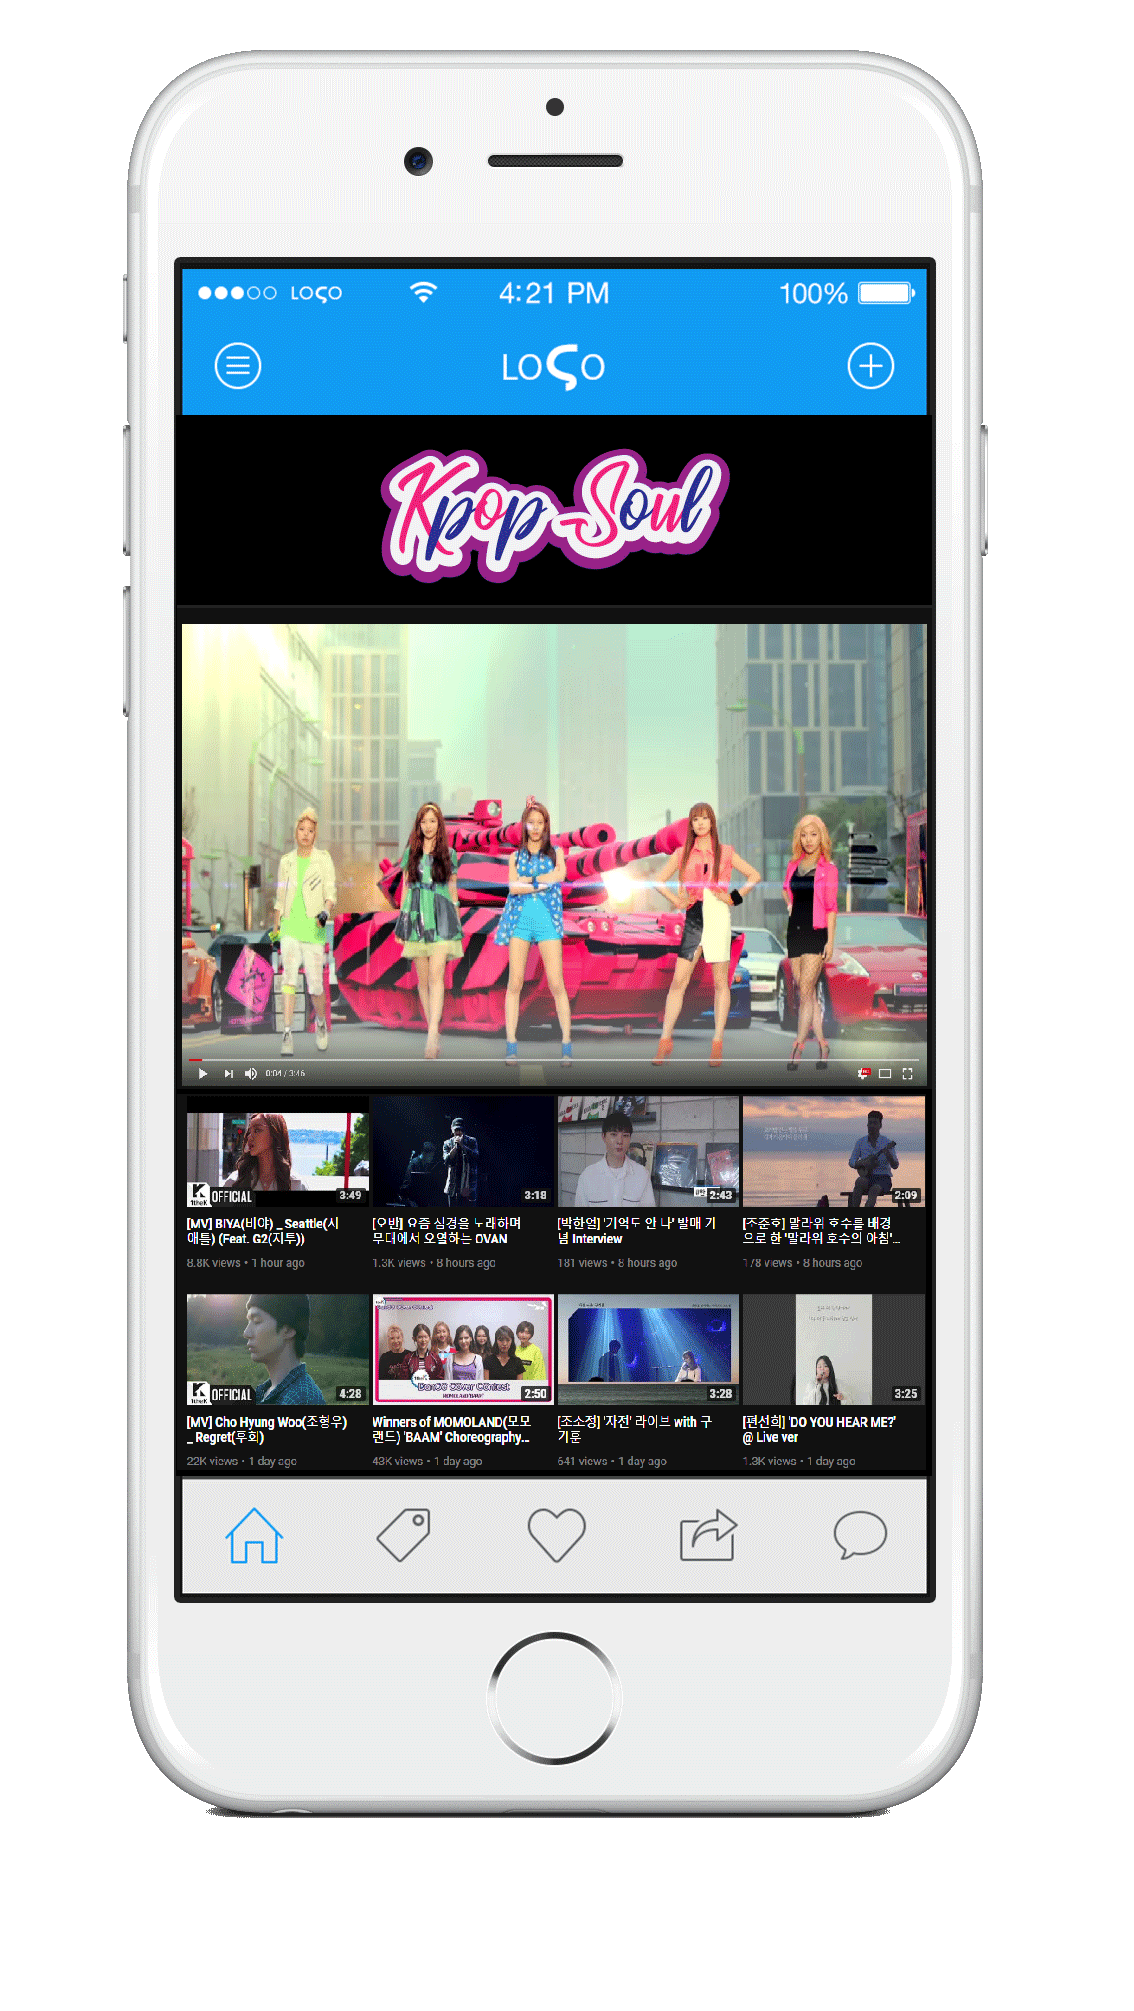 LOGO
4:21 PM
100%
LOGO
Kpop Soul
0:04 / 3:46
1theK OFFICIAL
3:49
3:18
2:43
2:09
[MV] BIYA(비야) _ Seattle(시
애틀) (Feat. G2(지투))
8.8K views • 1 hour ago
[오반] 요즘 심경을 노래하며
무대에서 오열하는 OVAN
1.3K views • 8 hours ago
[박한얼] '기억도 안 나' 발매 기
념 Interview
181 views • 8 hours ago
[조준호] 말라위 호수를 배경
으로 한 '말라위 호수의 아침'...
178 views • 8 hours ago
1theK OFFICIAL
4:28
Dance Cover Contest
2:50
3:28
3:25
[MV] Cho Hyung Woo(조형우)
_ Regret(후회)
22K views • 1 day ago
Winners of MOMOLAND(모모
랜드) 'BAAM' Choreography...
43K views • 1 day ago
[조소정] '자전' 라이브 with 구
기훈
641 views • 1 day ago
[편선희] 'DO YOU HEAR ME?'
@ Live ver
1.3K views • 1 day ago